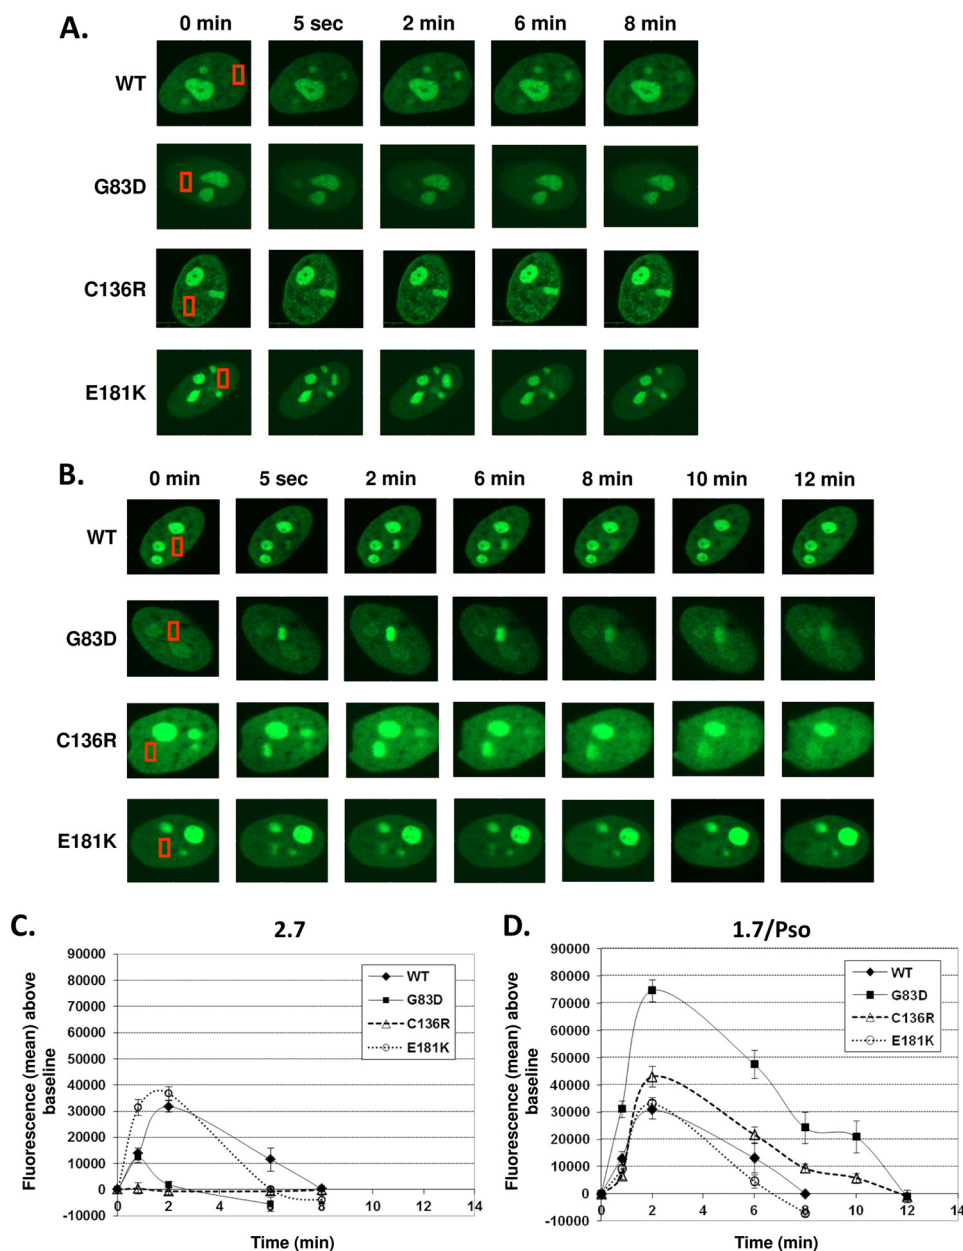 A.
0 min 5 sec 2 min 6 min 8 min
WT
G83D
C136R
E181K
B.
0 min 5 sec 2 min 6 min 8 min 10 min 12 min
WT
G83D
C136R
E181K
C.
2.7
Fluorescence (mean) above
baseline
90000
80000
70000
60000
50000
40000
30000
20000
10000
0
-10000
0 2 4 6 8 10 12 14
WT
G83D
C136R
E181K
Time (min)
D.
1.7/Pso
Fluorescence (mean) above
baseline
90000
80000
70000
60000
50000
40000
30000
20000
10000
0
-10000
0 2 4 6 8 10 12 14
WT
G83D
C136R
E181K
Time (min)